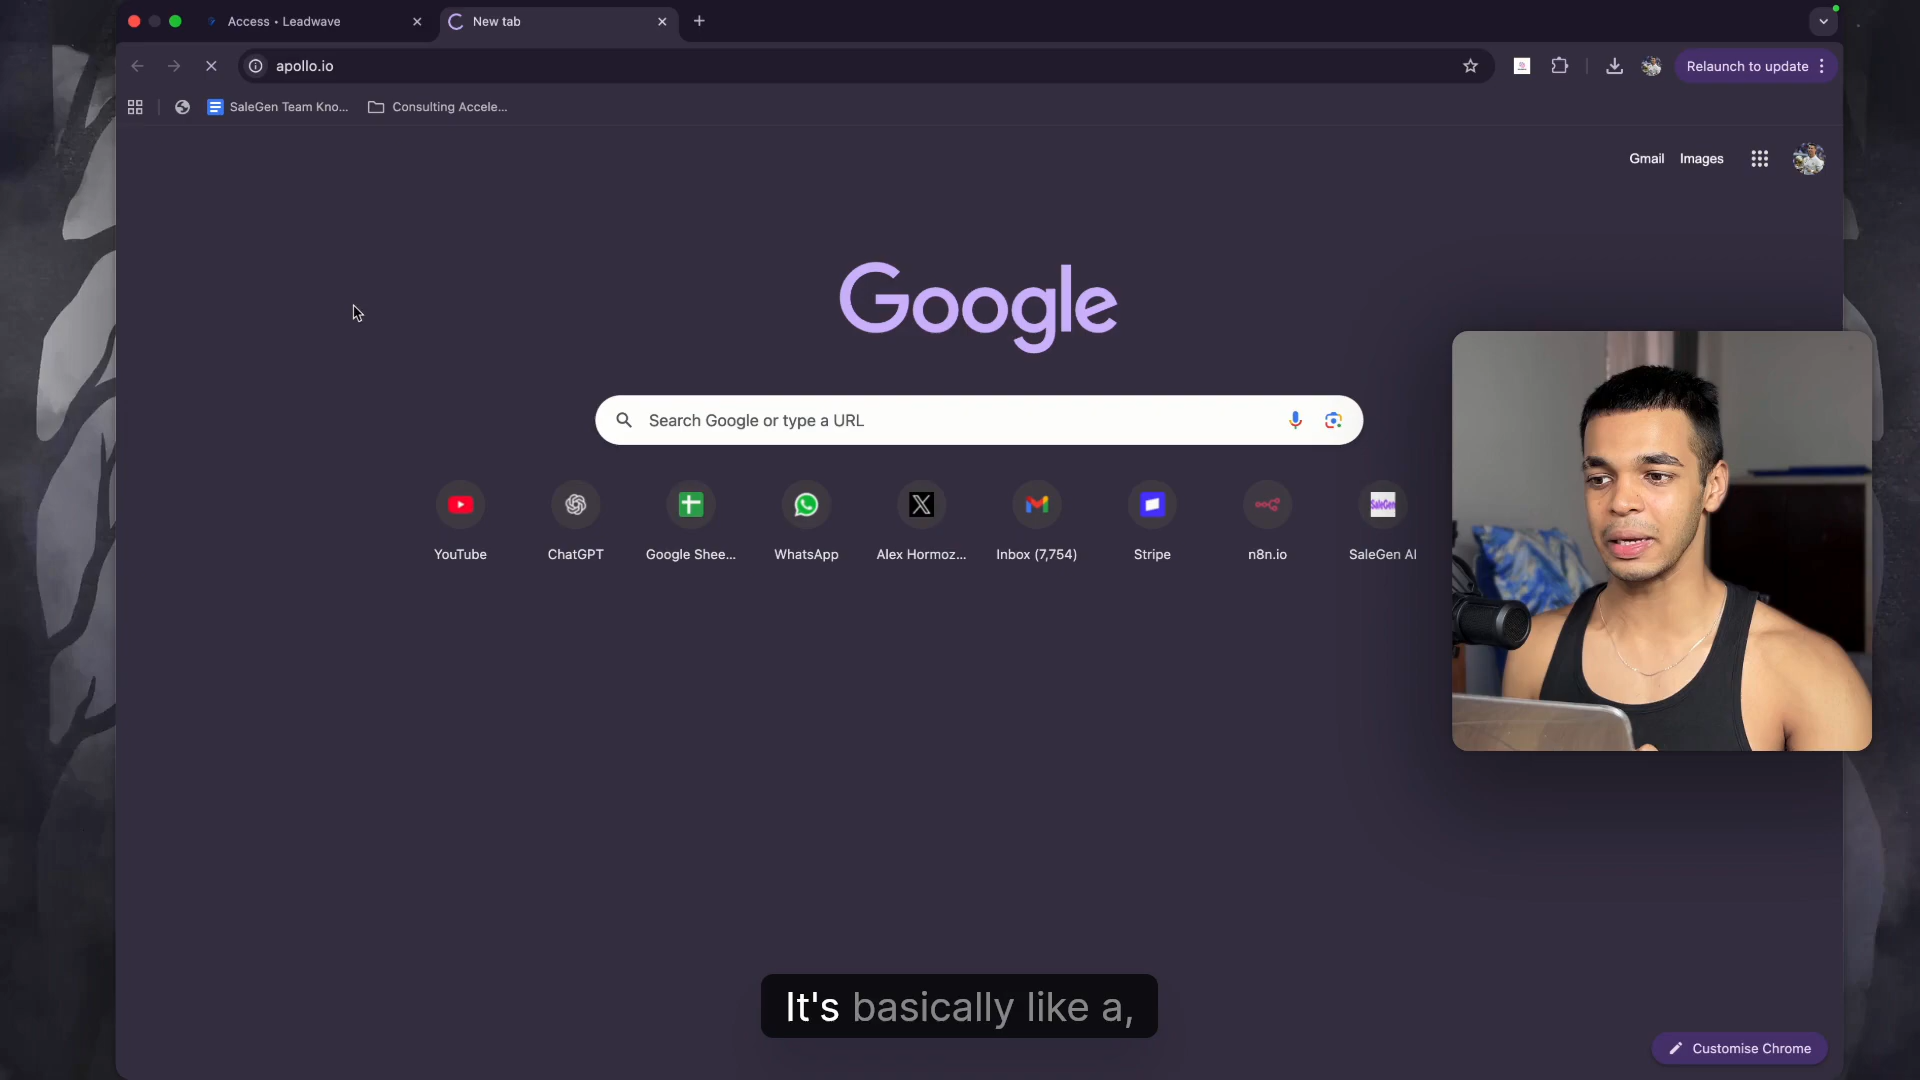 Access • Leadwave
New tab
apollo.io
Relaunch to update
SaleGen Team Kno...
Consulting Accele...
Gmail
Images
Google
Search Google or type a URL
YouTube
ChatGPT
Google Shee...
WhatsApp
Alex Hormoz...
Inbox (7,754)
Stripe
n8n.io
SaleGen AI
SaleGen
It's basically like a,
Customise Chrome